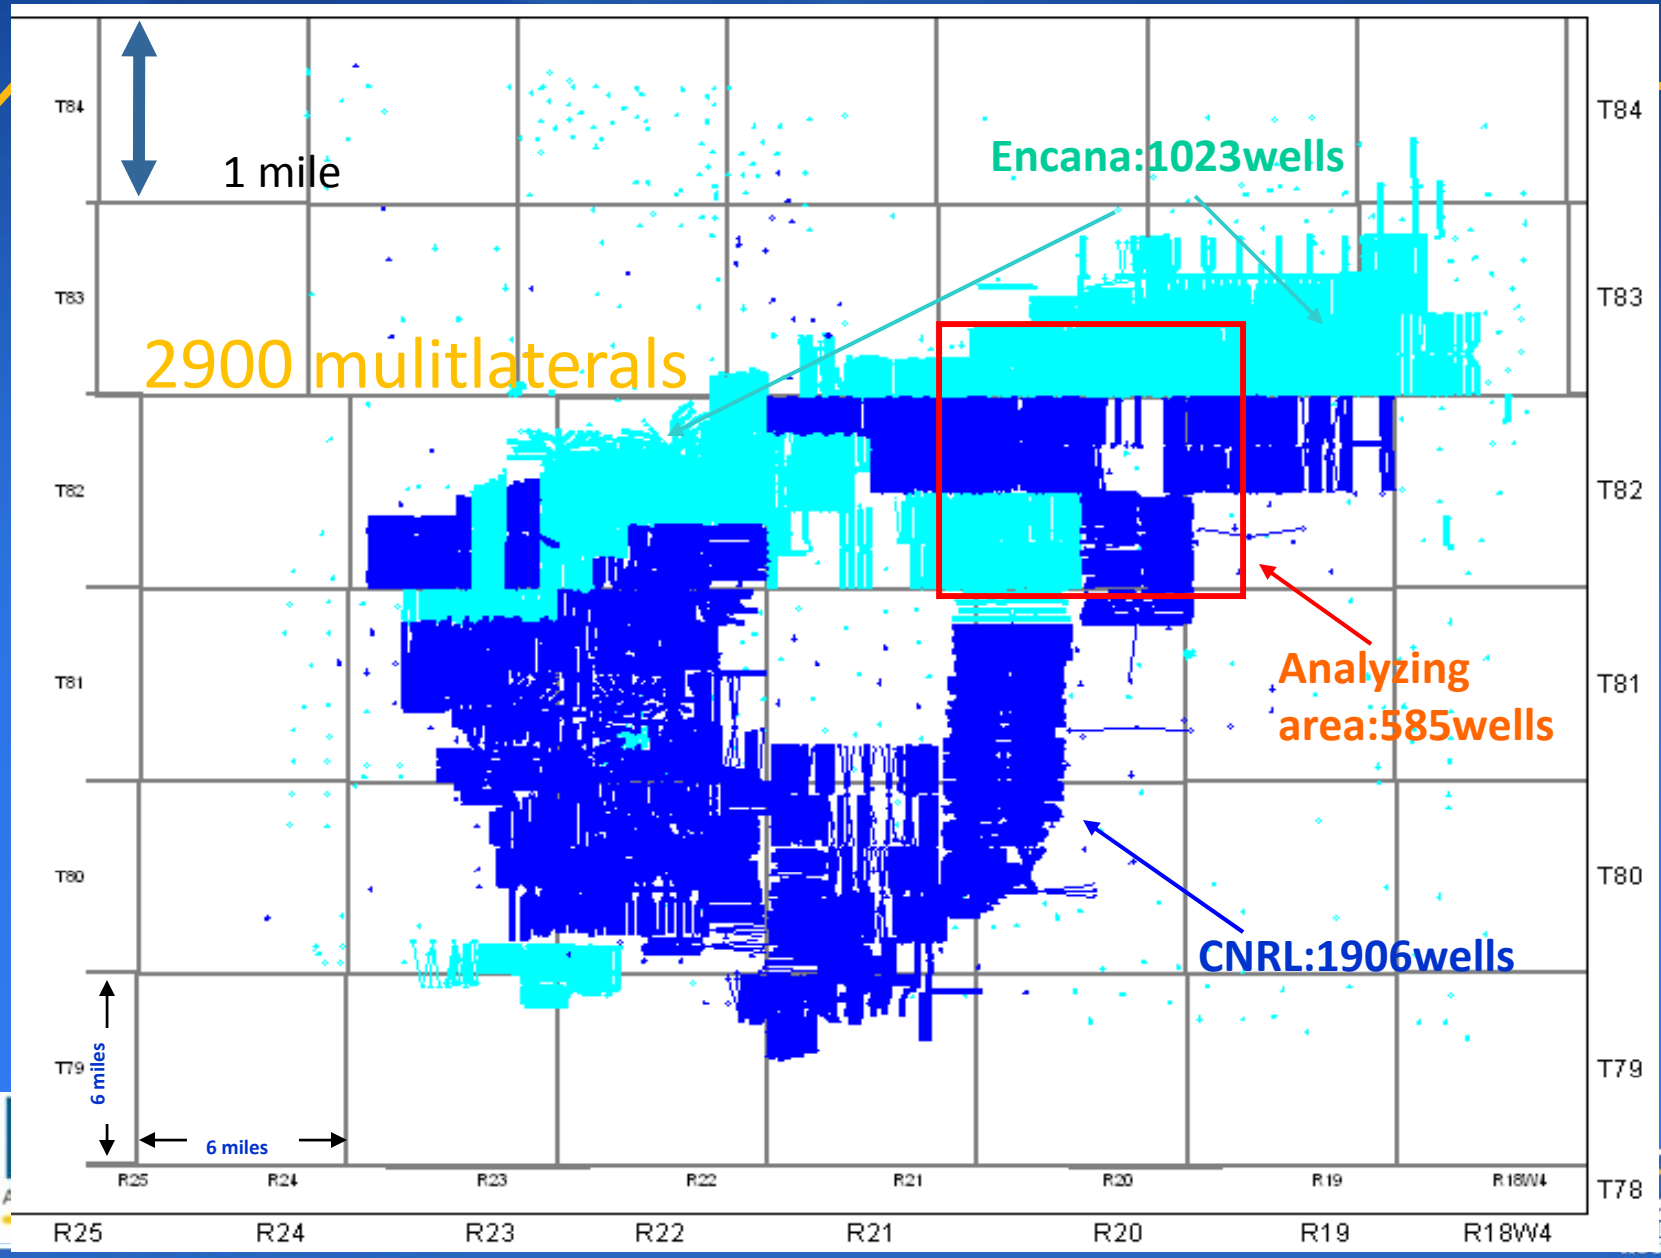 T84
T84
1 mile
Encana:1023wells
T83
T83
2900 mulitlaterals
T82
T82
T81
T81
Analyzing
area:585wells
T80
T80
CNRL:1906wells
T79
T79
6 miles
6 miles
R25 R24 R23 R22 R21 R20 R19 R18W4
T78
R25 R24 R23 R22 R21 R20 R19 R18W4